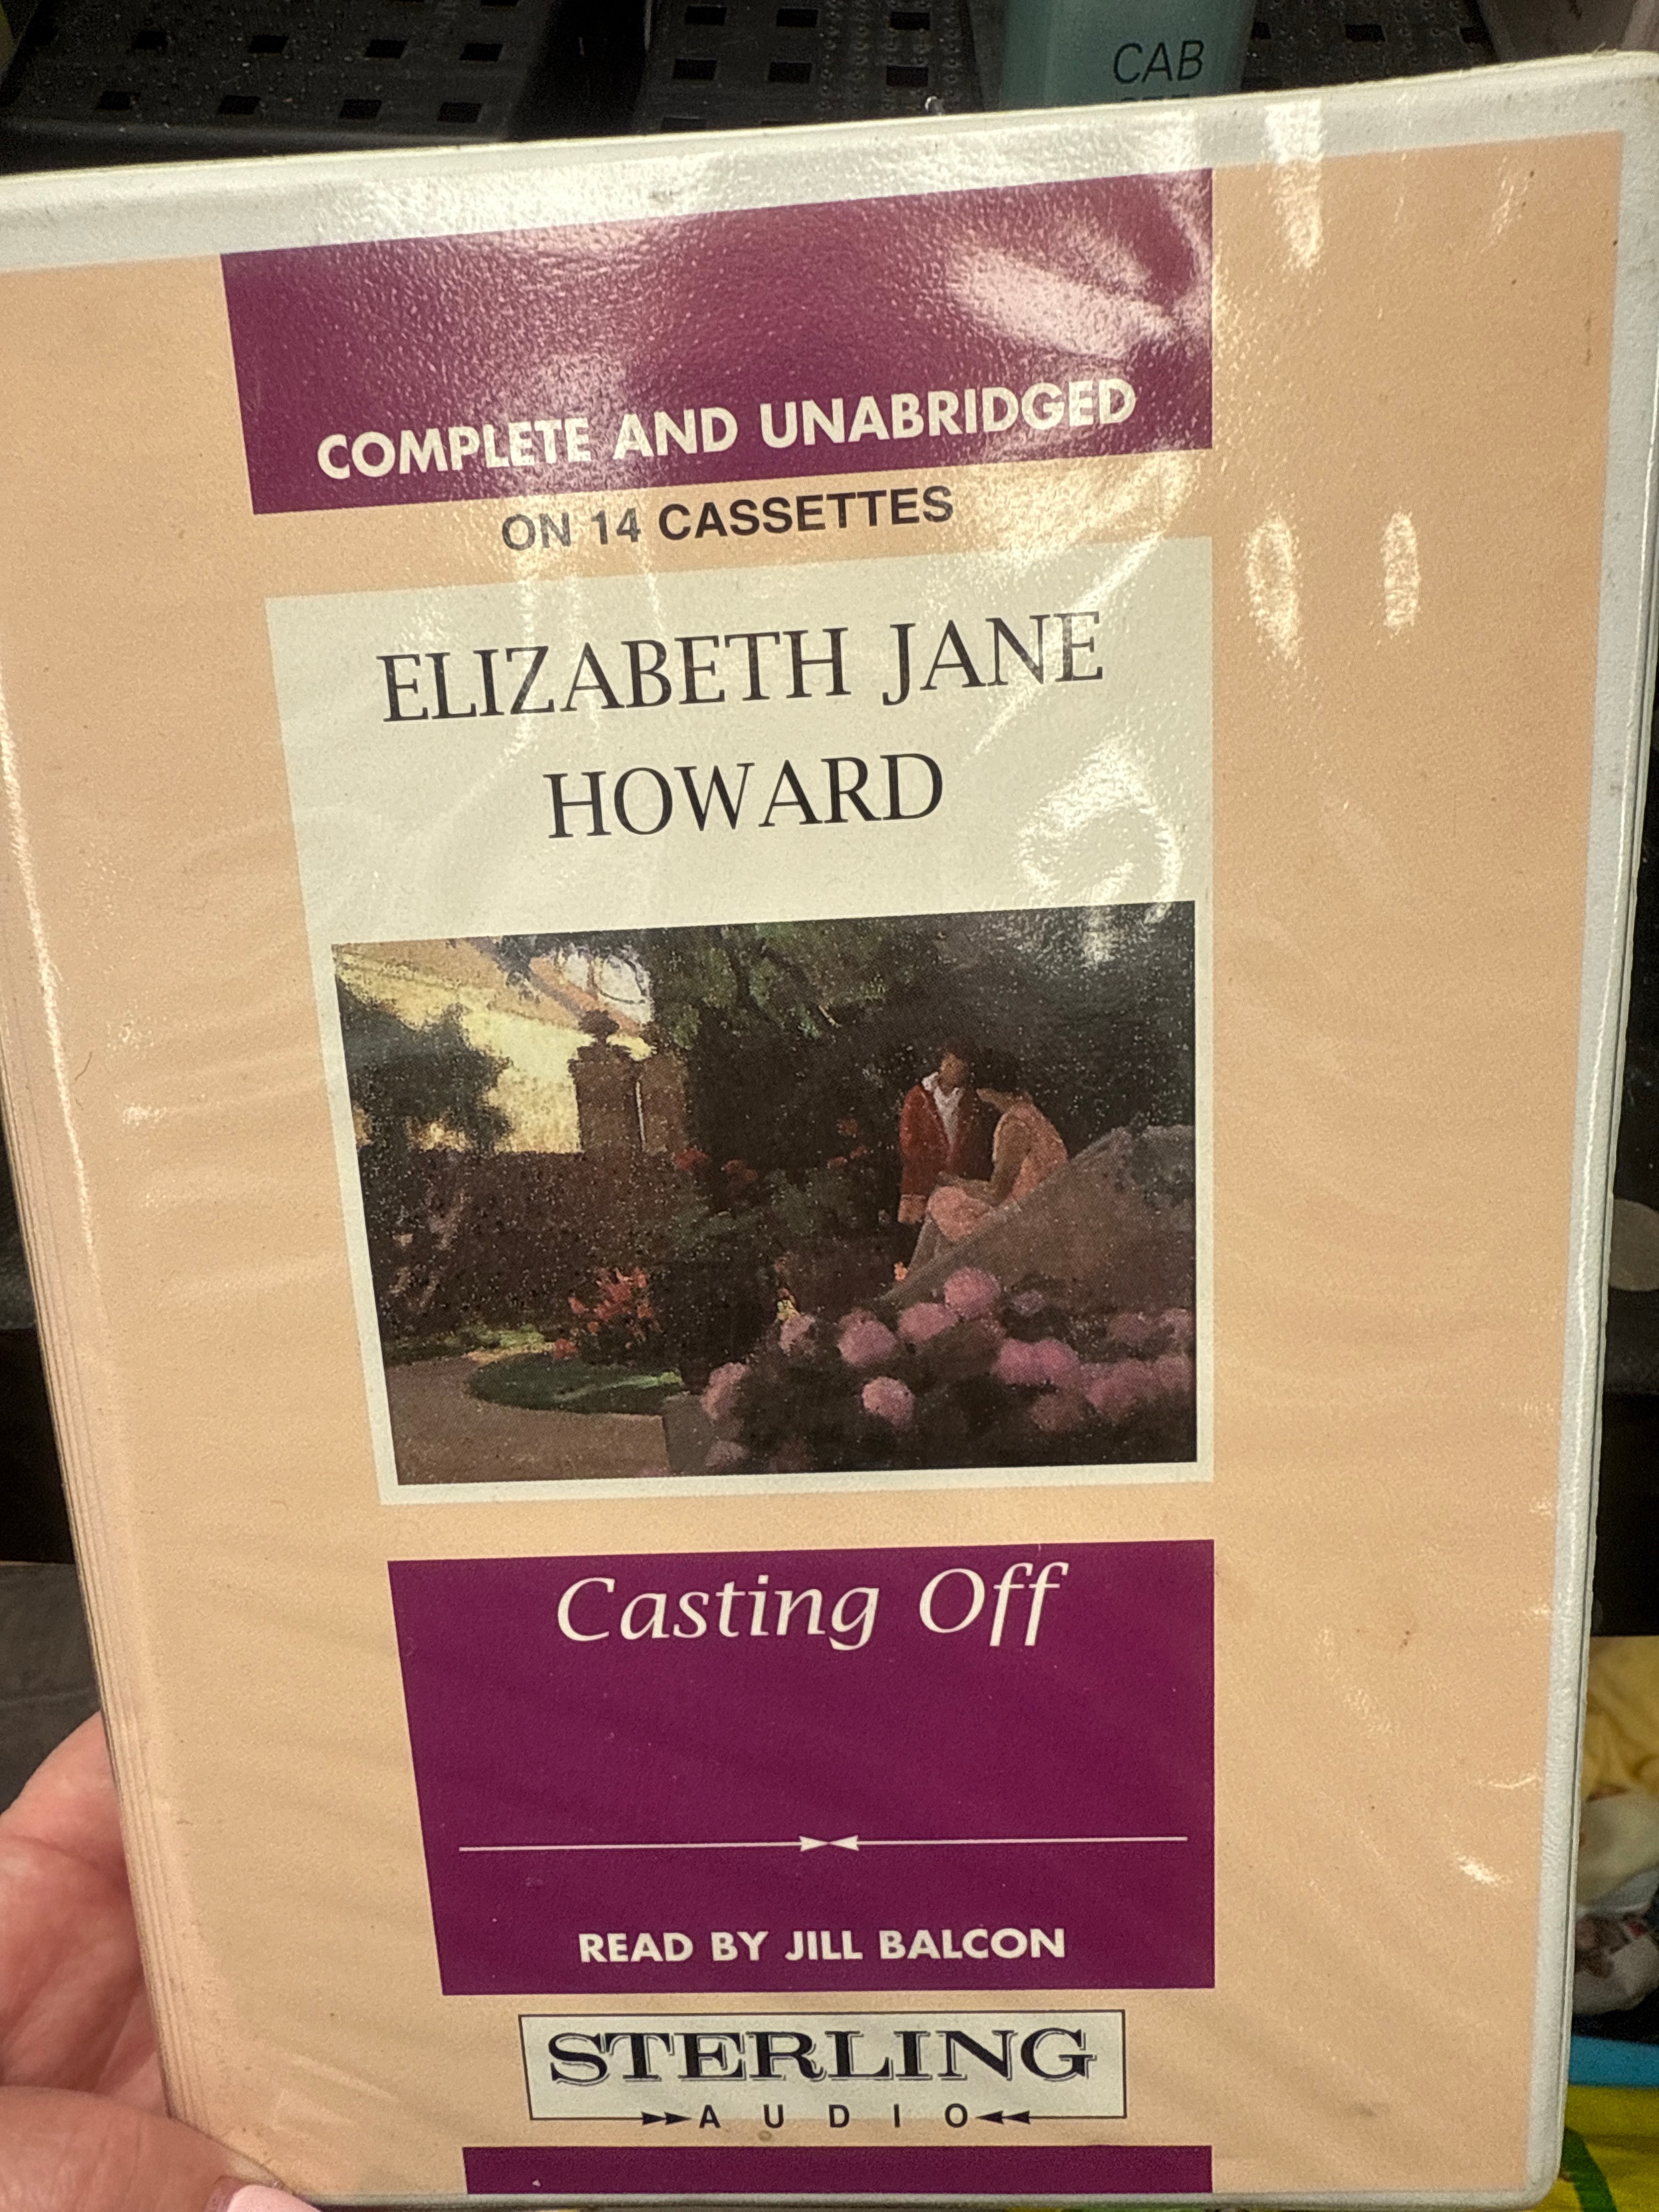 CAB
COMPLETE AND UNABRIDGED
ON 14 CASSETTES
ELIZABETH JANE
HOWARD
Casting Off
READ BY JILL BALCON
STERLING
AUDIO